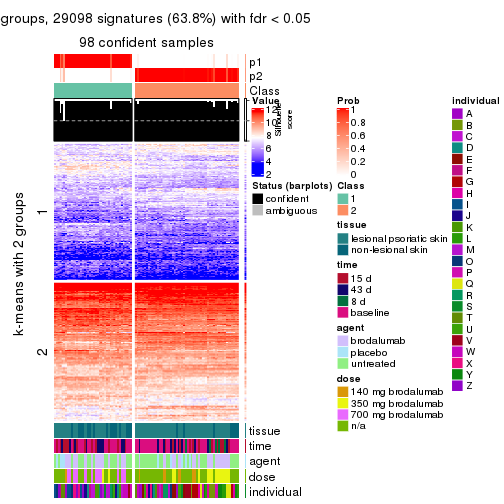 groups, 29098 signatures (63.8%) with fdr < 0.05
98 confident samples
p1
p2
Class
Silhouette
score
k-means with 2 groups
1
2
tissue
time
agent
dose
individual
Value
12
10
8
6
4
2
Status (barplots)
confident
ambiguous
Prob
1
0.8
0.6
0.4
0.2
0
Class
1
2
tissue
lesional psoriatic skin
non-lesional skin
time
15 d
43 d
8 d
baseline
agent
brodalumab
placebo
untreated
dose
140 mg brodalumab
350 mg brodalumab
700 mg brodalumab
n/a
individual
A
B
C
D
E
F
G
H
I
J
K
L
M
O
P
Q
R
S
T
U
V
W
X
Y
Z